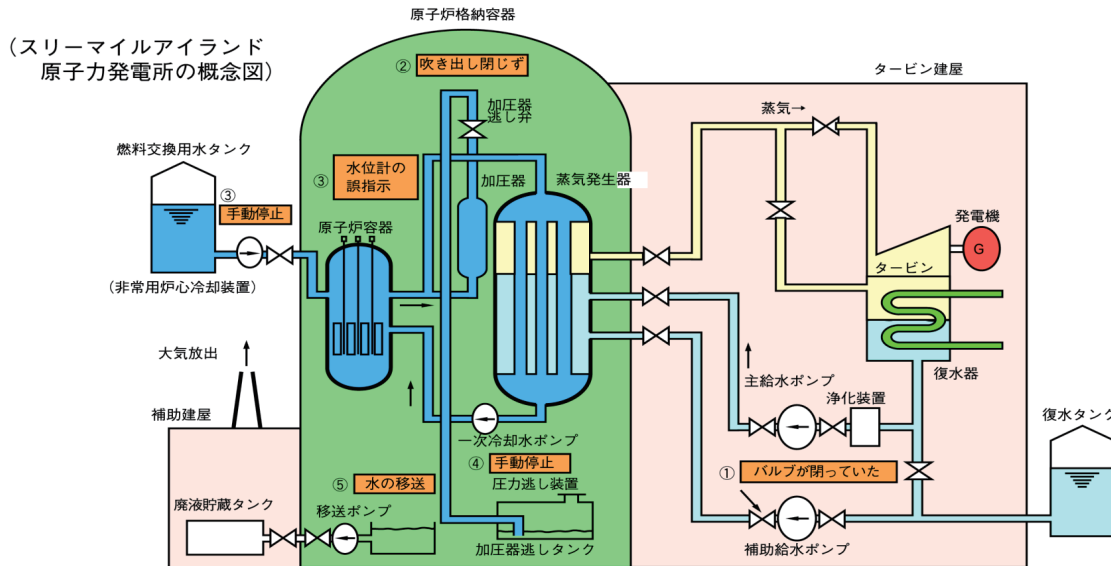 （スリーマイルアイランド
原子力発電所の概念図）
原子炉格納容器
② 吹き出し閉じず
タービン建屋
加圧器
逃し弁
蒸気→
燃料交換用水タンク
③ 水位計の
誤指示
加圧器
蒸気発生器
③
手動停止
原子炉容器
発電機
G
タービン
（非常用炉心冷却装置）
大気放出
主給水ポンプ
復水器
浄化装置
補助建屋
復水タンク
一次冷却水ポンプ
④ 手動停止
① バルブが閉っていた
⑤ 水の移送
圧力逃し装置
廃液貯蔵タンク
移送ポンプ
加圧器逃しタンク
補助給水ポンプ